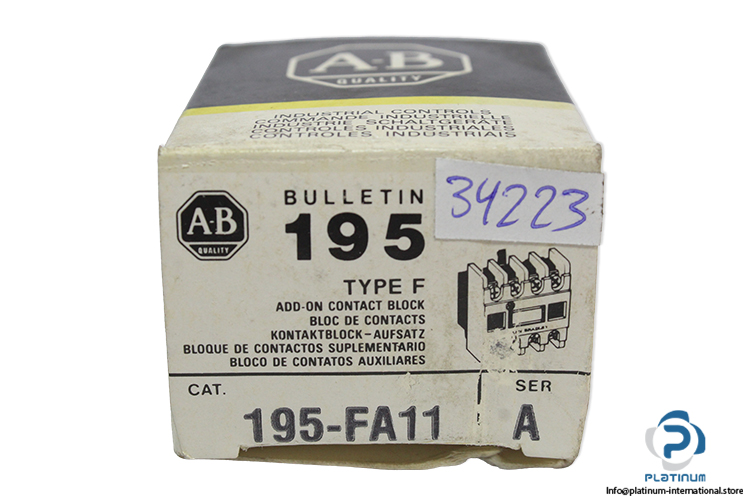 A-B
QUALITY
INDUSTRIAL CONTROLS
COMMANDE INDUSTRIELLE
INDUSTRIE SCHALTGERÄTE
CONTROLES INDUSTRIALES
CONTROLES INDUSTRIAIS
A-B
QUALITY
BULLETIN
195
34223
TYPE F
ADD-ON CONTACT BLOCK
BLOC DE CONTACTS
KONTAKTBLOCK-AUFSATZ
BLOQUE DE CONTACTOS SUPLEMENTARIO
BLOCO DE CONTATOS AUXILIARES
CAT.
195-FA11
SER
A
PLATINUM
Info@platinum-international.store